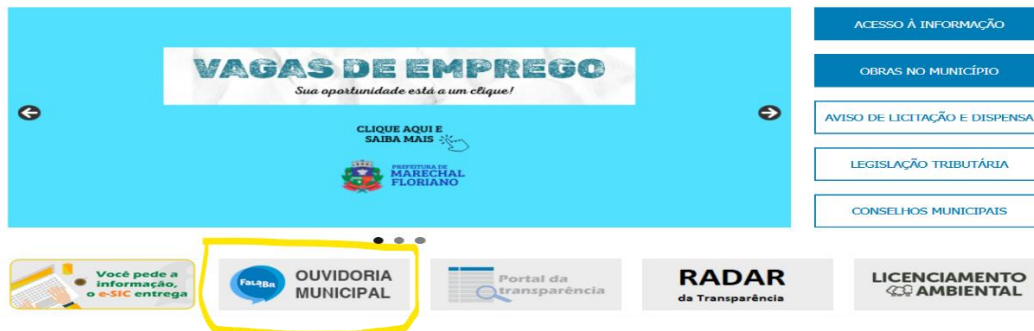 VAGAS DE EMPREGO
Sua oportunidade está a um clique!
CLIQUE AQUI E
SAIBA MAIS
PREFEITURA DE
MARECHAL
FLORIANO
ACESSO À INFORMAÇÃO
OBRAS NO MUNICÍPIO
AVISO DE LICITAÇÃO E DISPENSA
LEGISLAÇÃO TRIBUTÁRIA
CONSELHOS MUNICIPAIS
Você pede a
informação,
o e-SIC entrega
FalaBR
OUVIDORIA
MUNICIPAL
Portal da
transparência
RADAR
da Transparência
LICENCIAMENTO
AMBIENTAL